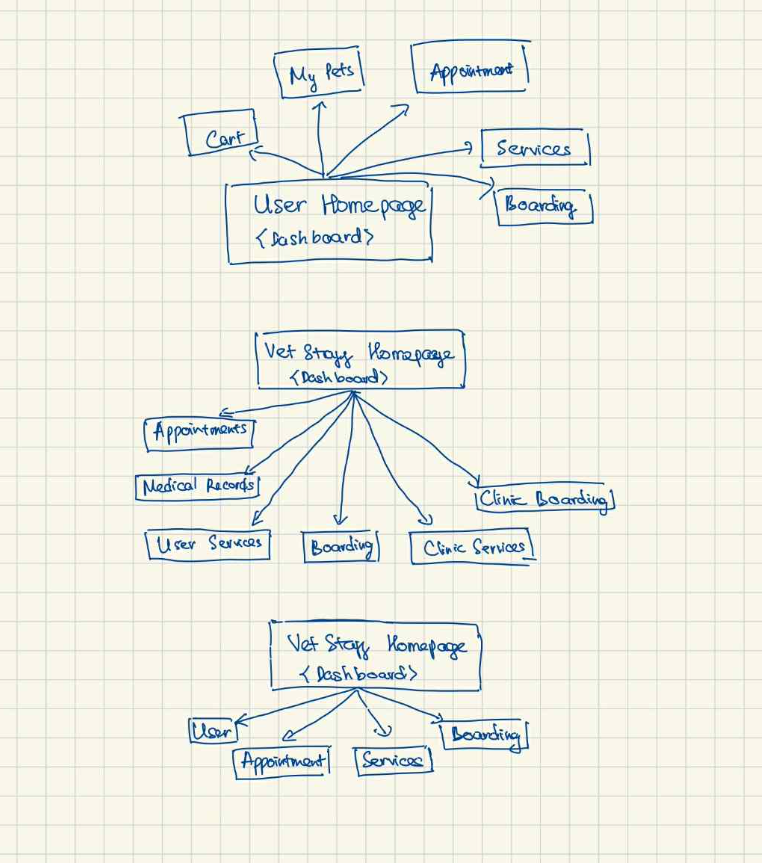 My Pets
Appointment
Cart
Services
User Homepage
<Dashboard>
Boarding
Vet Staff Homepage
<Dashboard>
Appointments
Medical Records
Clinic Boarding
User Services
Boarding
Clinic Services
Vet Staff Homepage
<Dashboard>
User
Boarding
Appointment
Services